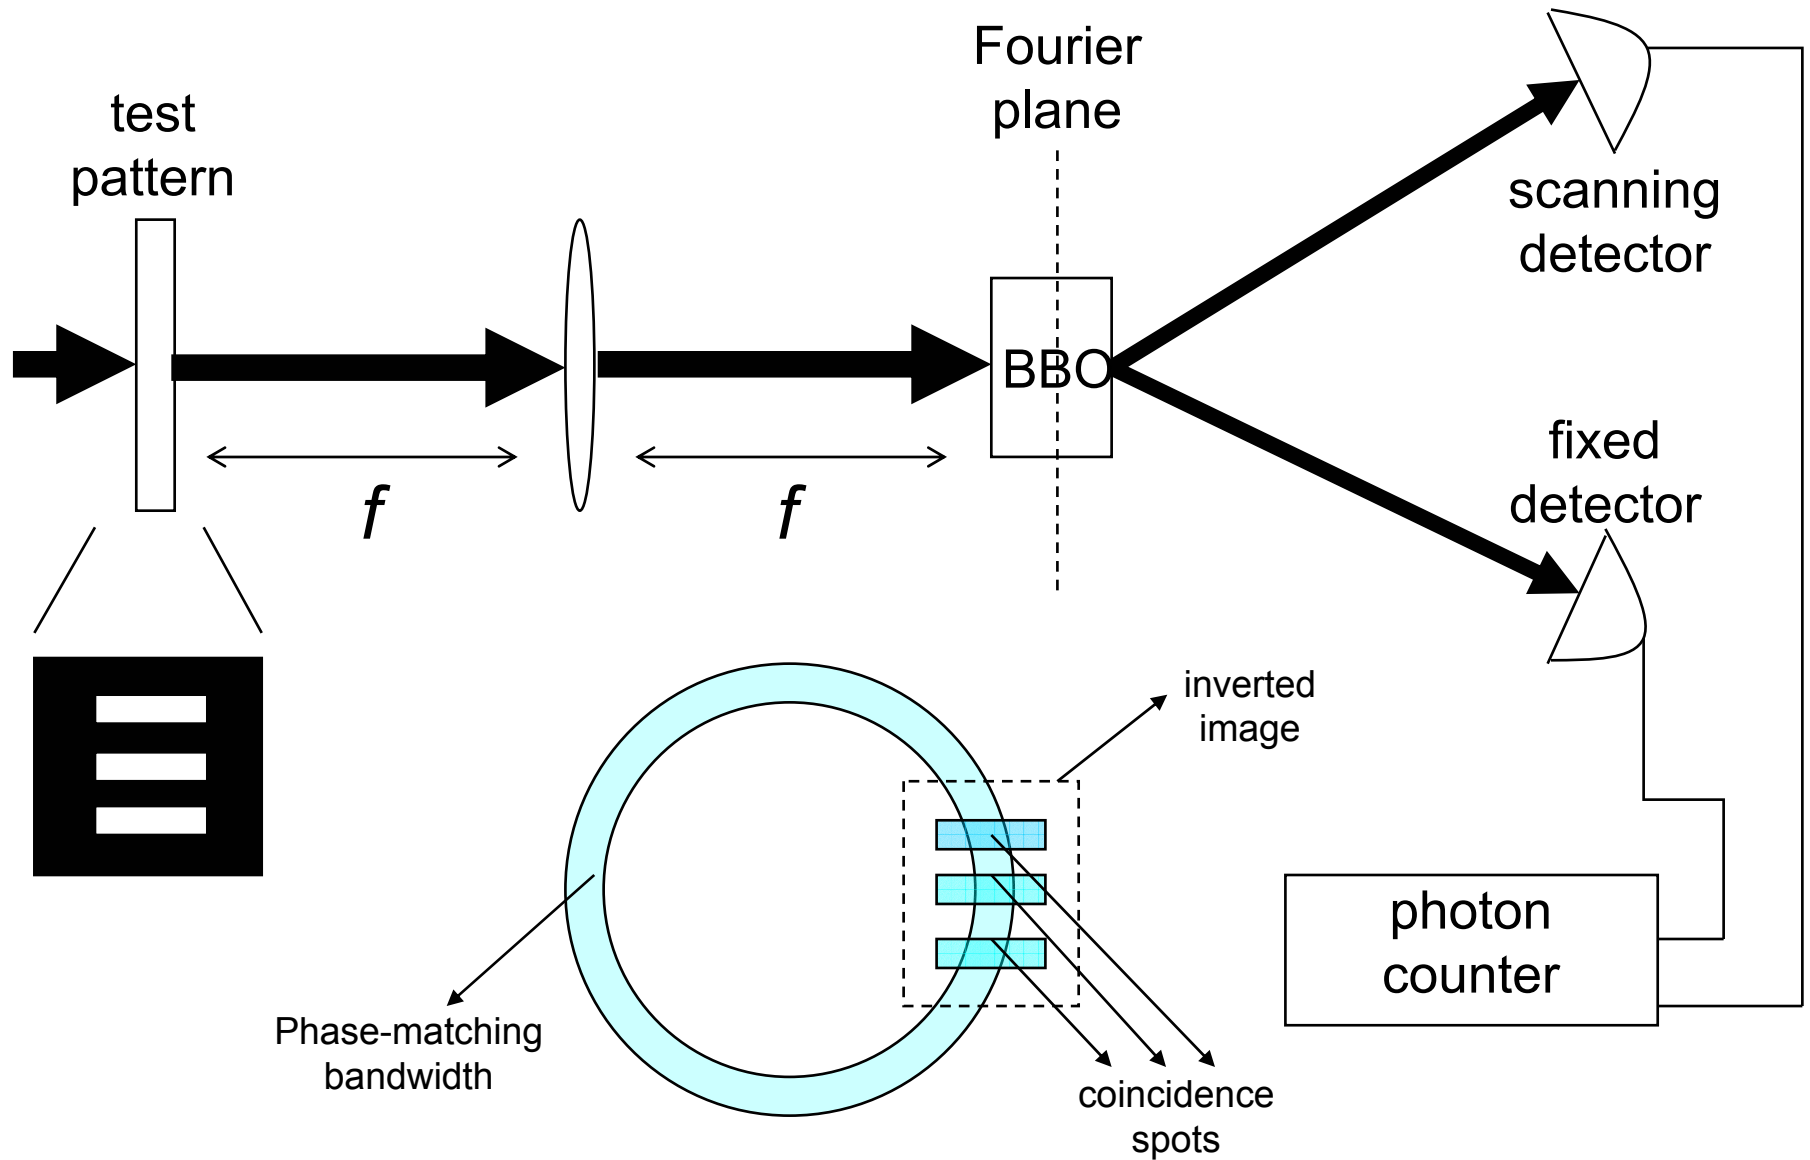 Fourier
plane
test
pattern
scanning
detector
BBO
fixed
detector
f
f
inverted
image
photon
counter
Phase-matching
bandwidth
coincidence
spots